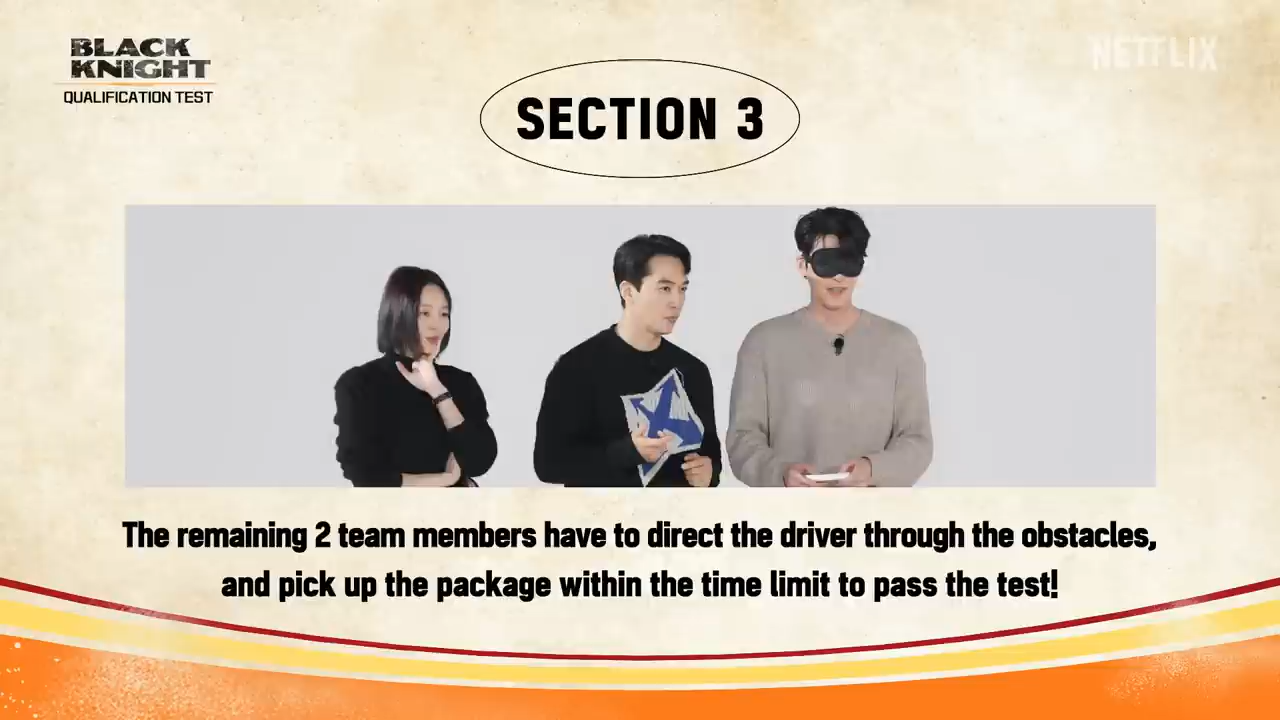 BLACK
KNIGHT
QUALIFICATION TEST
NETFLIX
SECTION 3
The remaining 2 team members have to direct the driver through the obstacles,
and pick up the package within the time limit to pass the test!